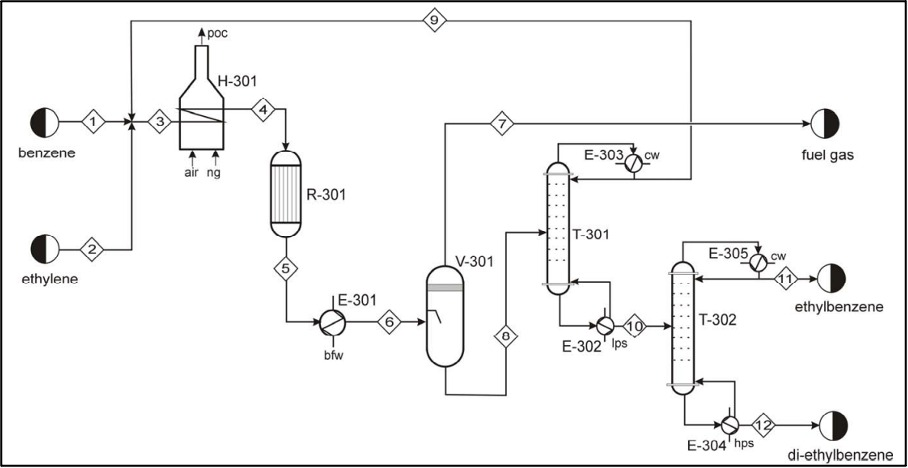 9
poc
H-301
1
3
4
7
benzene
air
ng
E-303
cw
fuel gas
R-301
2
ethylene
T-301
5
V-301
E-305
cw
11
E-301
6
ethylbenzene
bfw
8
10
T-302
E-302
lps
12
E-304
hps
di-ethylbenzene